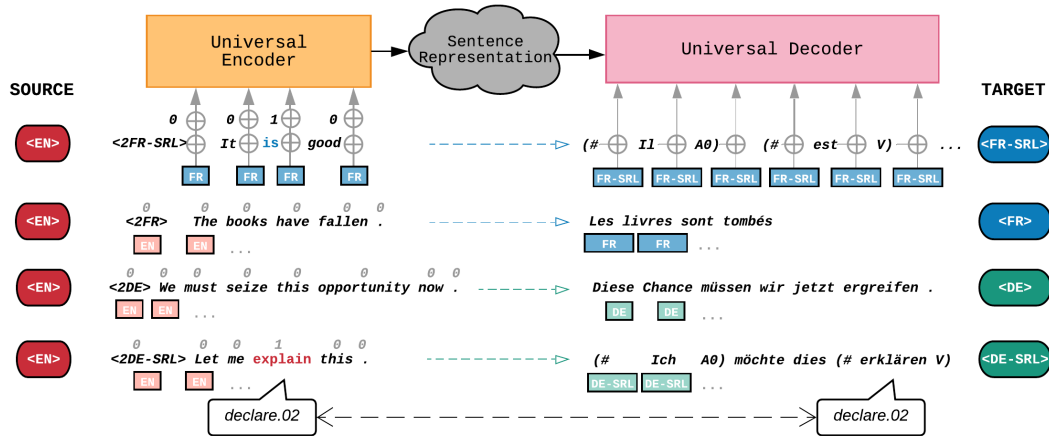 Universal
Encoder
Sentence
Representation
Universal Decoder
SOURCE
TARGET
0 0 1 0
<EN>
<2FR-SRL> It is good
(# Il A0) (# est V) ...
<FR-SRL>
FR FR FR FR
FR-SRL FR-SRL FR-SRL FR-SRL FR-SRL FR-SRL
0 0 0 0 0 0
<EN>
<2FR> The books have fallen .
Les livres sont tombés
<FR>
EN EN ...
FR FR ...
0 0 0 0 0 0 0 0
<EN>
<2DE> We must seize this opportunity now .
Diese Chance müssen wir jetzt ergreifen .
<DE>
EN EN ...
DE DE ...
0 0 0 1 0 0
<EN>
<2DE-SRL> Let me explain this .
(# Ich A0) möchte dies (# erklären V)
<DE-SRL>
EN EN ...
DE-SRL DE-SRL ...
declare.02
declare.02